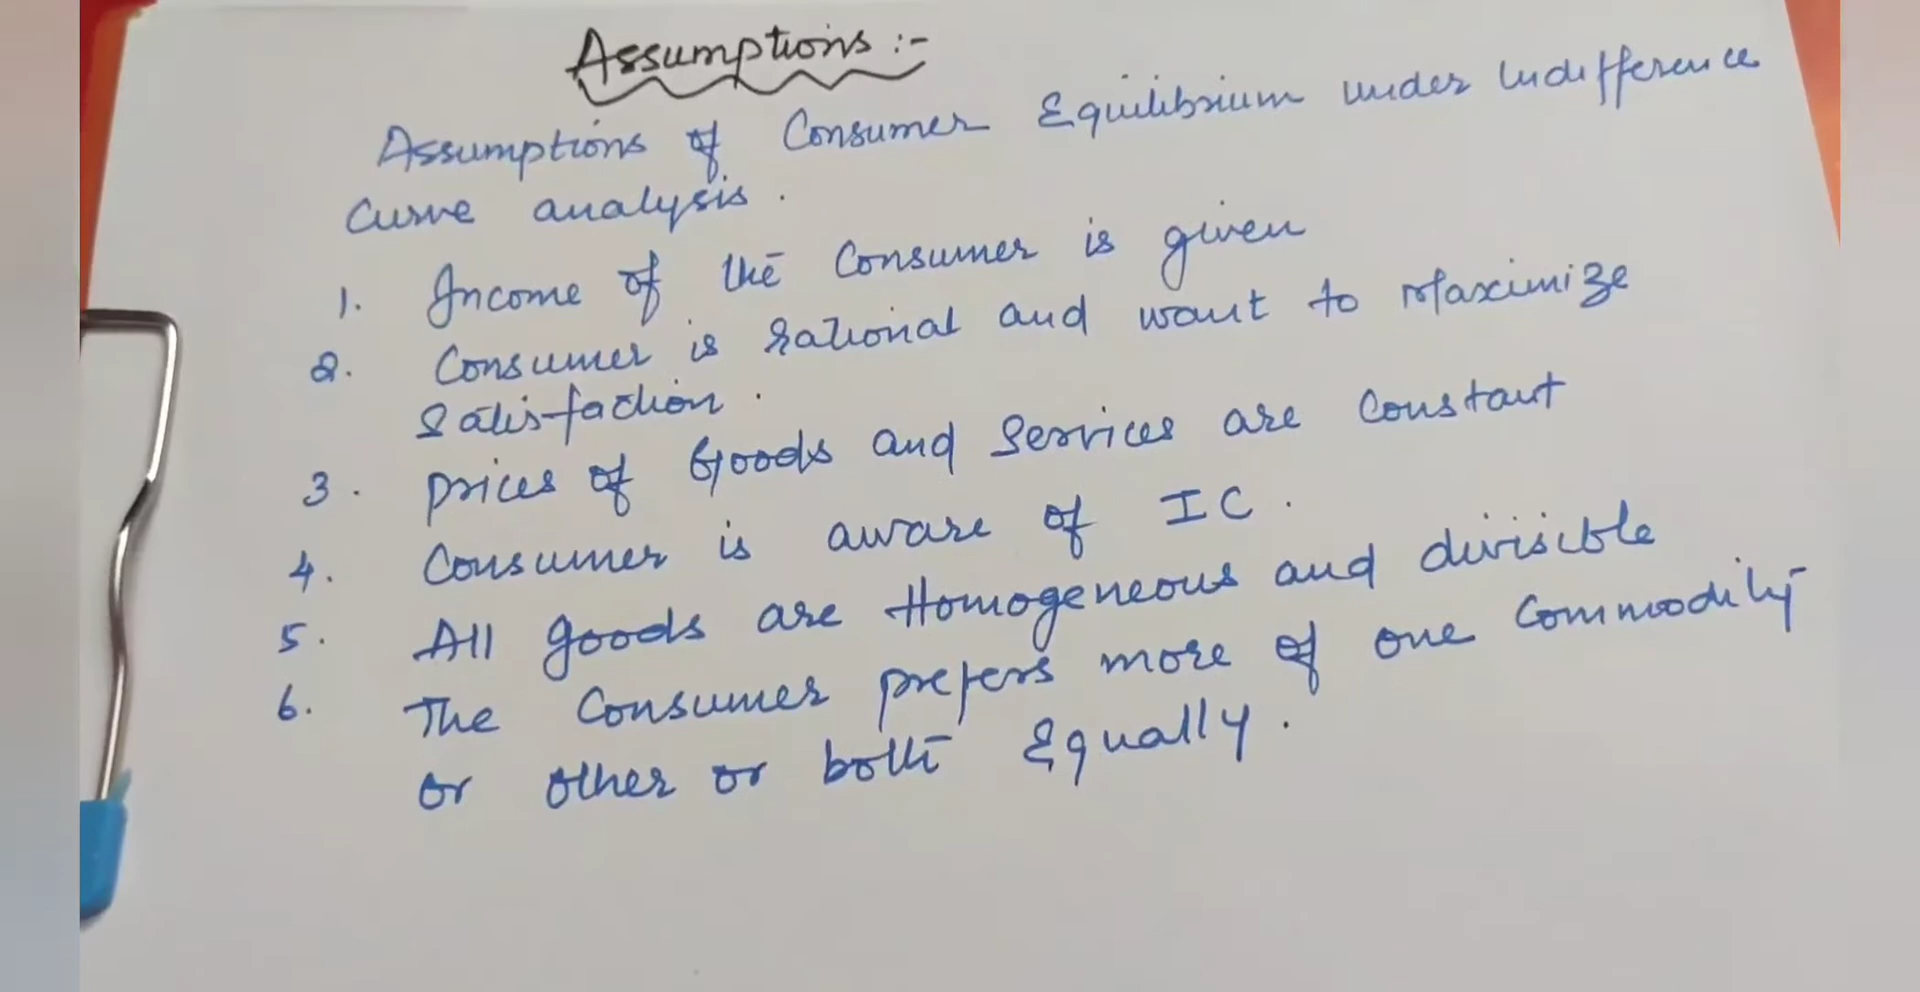 Assumptions :-
Assumptions of Consumer Equilibrium under Indifference
Curve analysis.
1. Income of the Consumer is given
2. Consumer is rational and want to Maximize
Satisfaction.
3. prices of Goods and Services are Constant
4. Consumer is aware of IC.
5. All goods are Homogeneous and divisible
6. The Consumer prefers more of one Commodity
or other or both Equally.